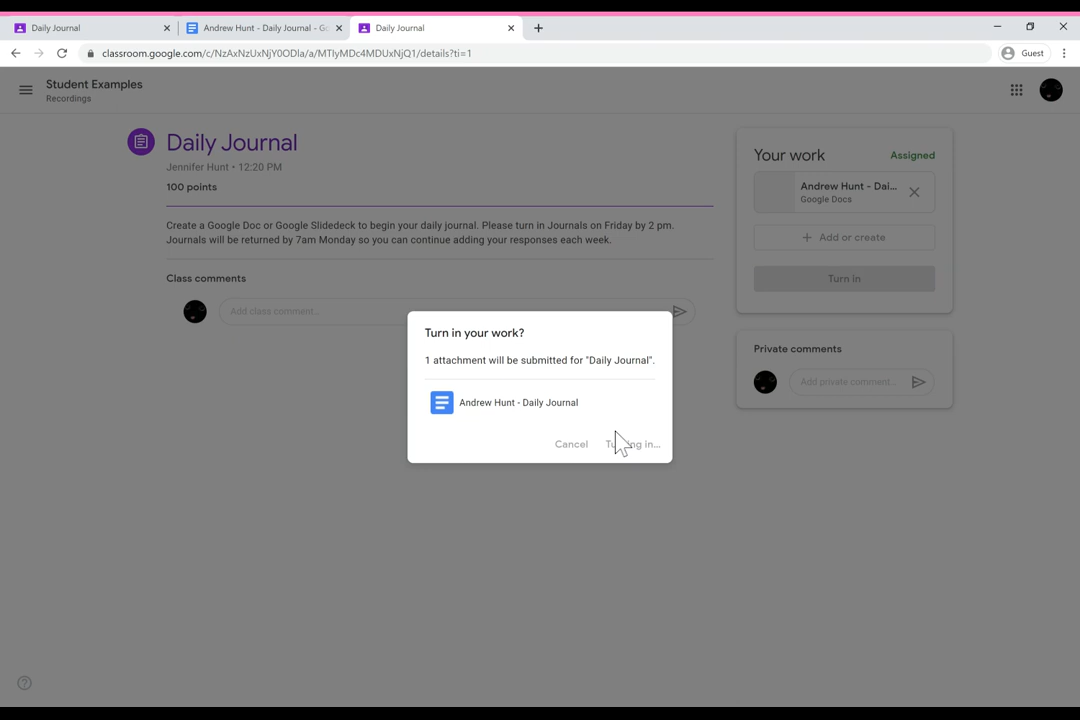 Daily Journal
Andrew Hunt - Daily Journal - Go
Daily Journal
classroom.google.com/c/NzAxNzUxNjY0ODla/a/MTIyMDc4MDUxNjQ1/details?ti=1
Guest
Student Examples
Recordings
Daily Journal
Jennifer Hunt • 12:20 PM
100 points
Create a Google Doc or Google Slidedeck to begin your daily journal. Please turn in Journals on Friday by 2 pm.
Journals will be returned by 7am Monday so you can continue adding your responses each week.
Class comments
Add class comment...
Your work
Assigned
Andrew Hunt - Dai...
Google Docs
+ Add or create
Turn in
Private comments
Add private comment...
Turn in your work?
1 attachment will be submitted for "Daily Journal".
Andrew Hunt - Daily Journal
Cancel
in...